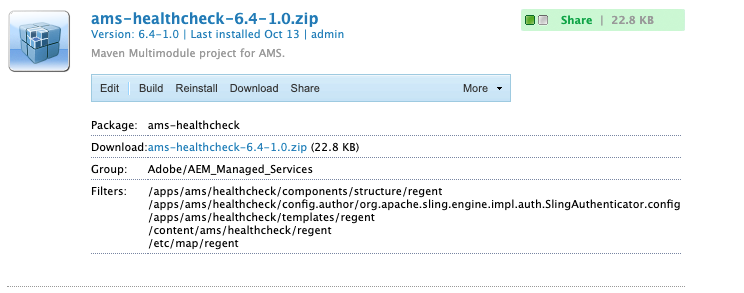 ams-healthcheck-6.4-1.0.zip
Share | 22.8 KB
Version: 6.4-1.0 | Last installed Oct 13 | admin
Maven Multimodule project for AMS.
Edit Build Reinstall Download Share More
Package: ams-healthcheck
Download:ams-healthcheck-6.4-1.0.zip (22.8 KB)
Group: Adobe/AEM_Managed_Services
Filters: /apps/ams/healthcheck/components/structure/regent
/apps/ams/healthcheck/config.author/org.apache.sling.engine.impl.auth.SlingAuthenticator.config
/apps/ams/healthcheck/templates/regent
/content/ams/healthcheck/regent
/etc/map/regent